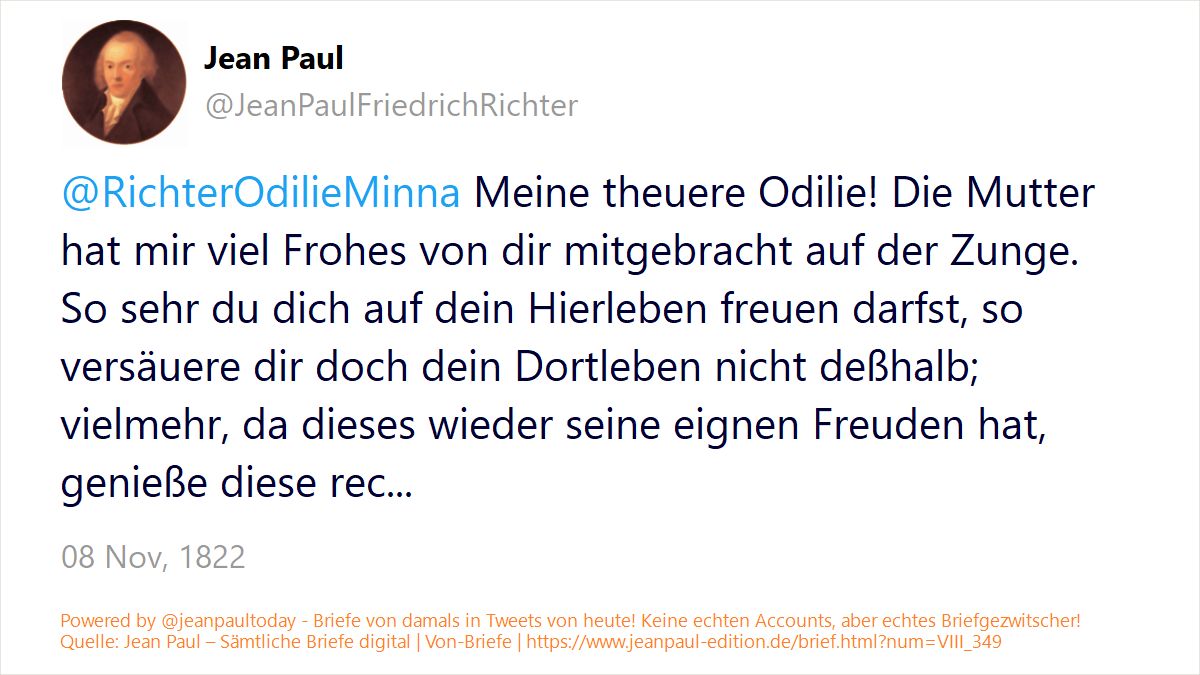 Jean Paul
@JeanPaulFriedrichRichter
@RichterOdilieMinna Meine theuere Odilie! Die Mutter
hat mir viel Frohes von dir mitgebracht auf der Zunge.
So sehr du dich auf dein Hierleben freuen darfst, so
versäuere dir doch dein Dortleben nicht deßhalb;
vielmehr, da dieses wieder seine eignen Freuden hat,
genieße diese rec...
08 Nov, 1822
Powered by @jeanpaultoday - Briefe von damals in Tweets von heute! Keine echten Accounts, aber echtes Briefgezwitscher!
Quelle: Jean Paul – Sämtliche Briefe digital | Von-Briefe | https://www.jeanpaul-edition.de/brief.html?num=VIII_349